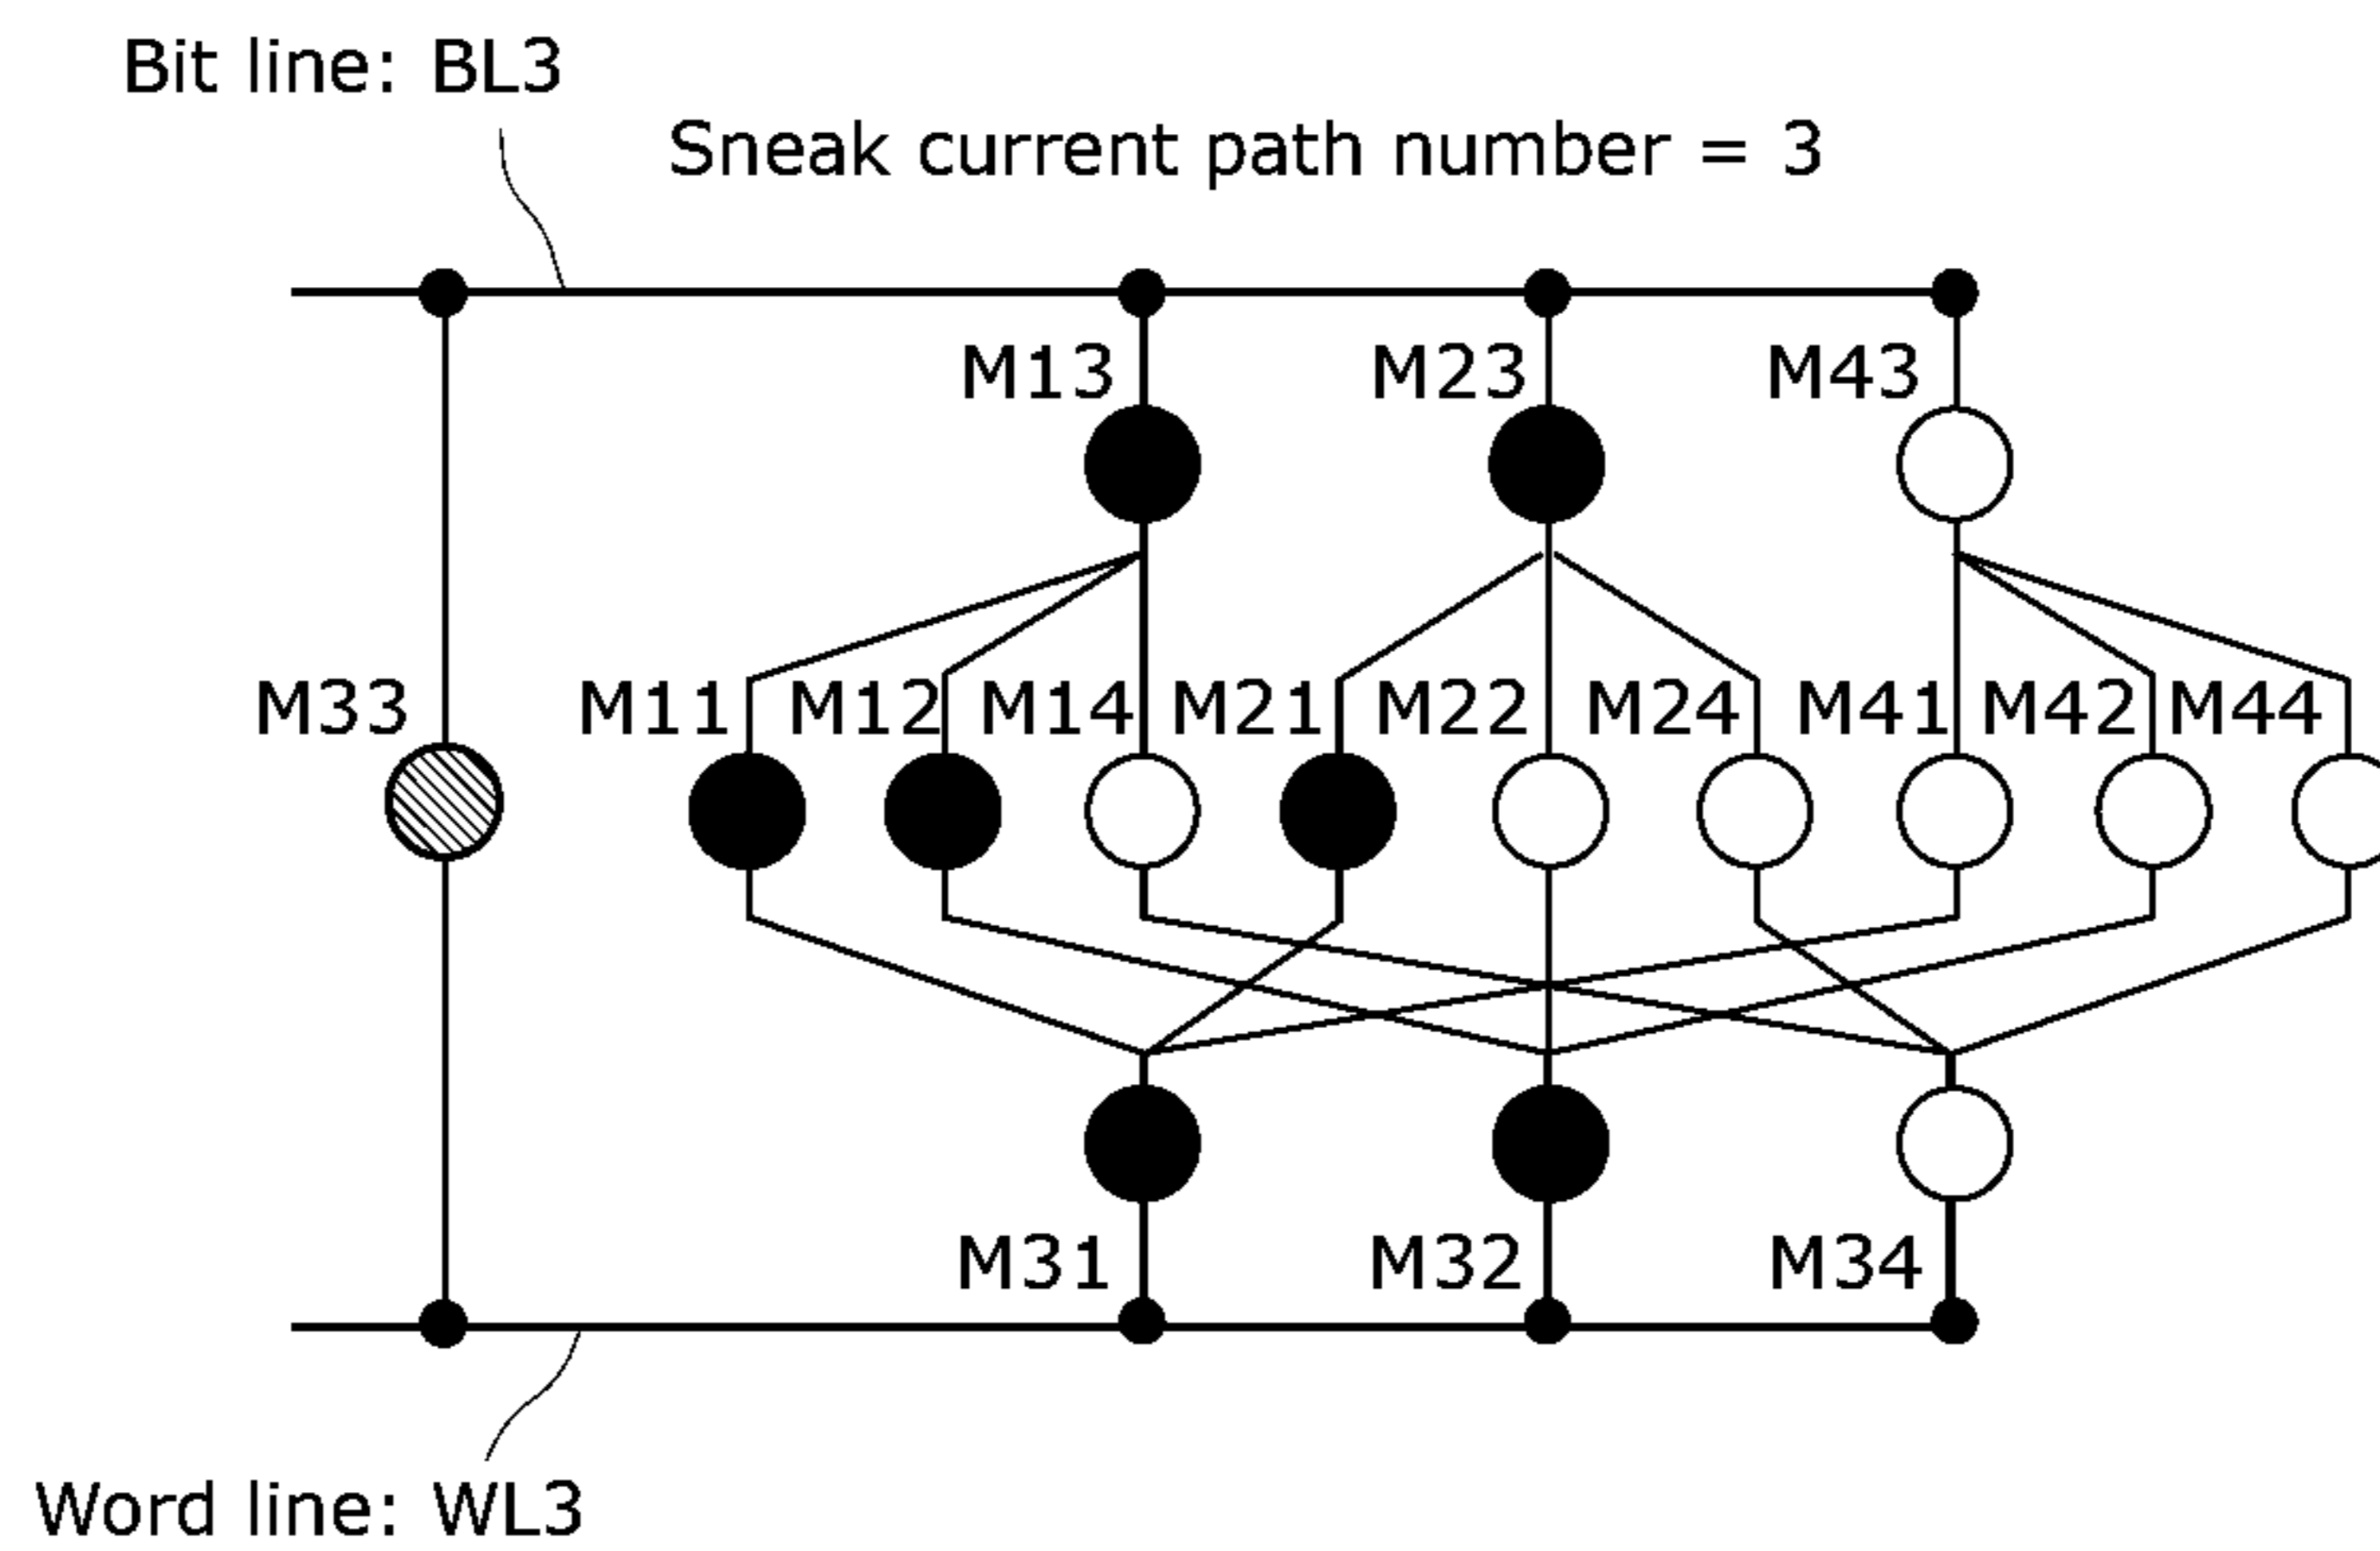 Bit line: BL3
Sneak current path number = 3
M13 M23 M43
M33 M11 M12 M14 M21 M22 M24 M41 M42 M44
M31 M32 M34
Word line: WL3